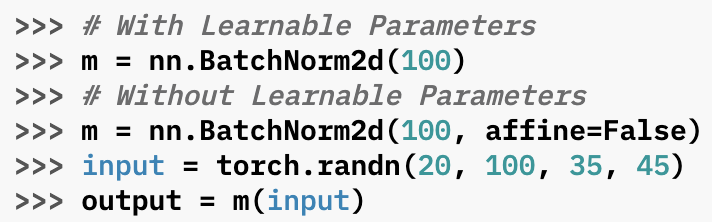 >>> # With Learnable Parameters
>>> m = nn.BatchNorm2d(100)
>>> # Without Learnable Parameters
>>> m = nn.BatchNorm2d(100, affine=False)
>>> input = torch.randn(20, 100, 35, 45)
>>> output = m(input)